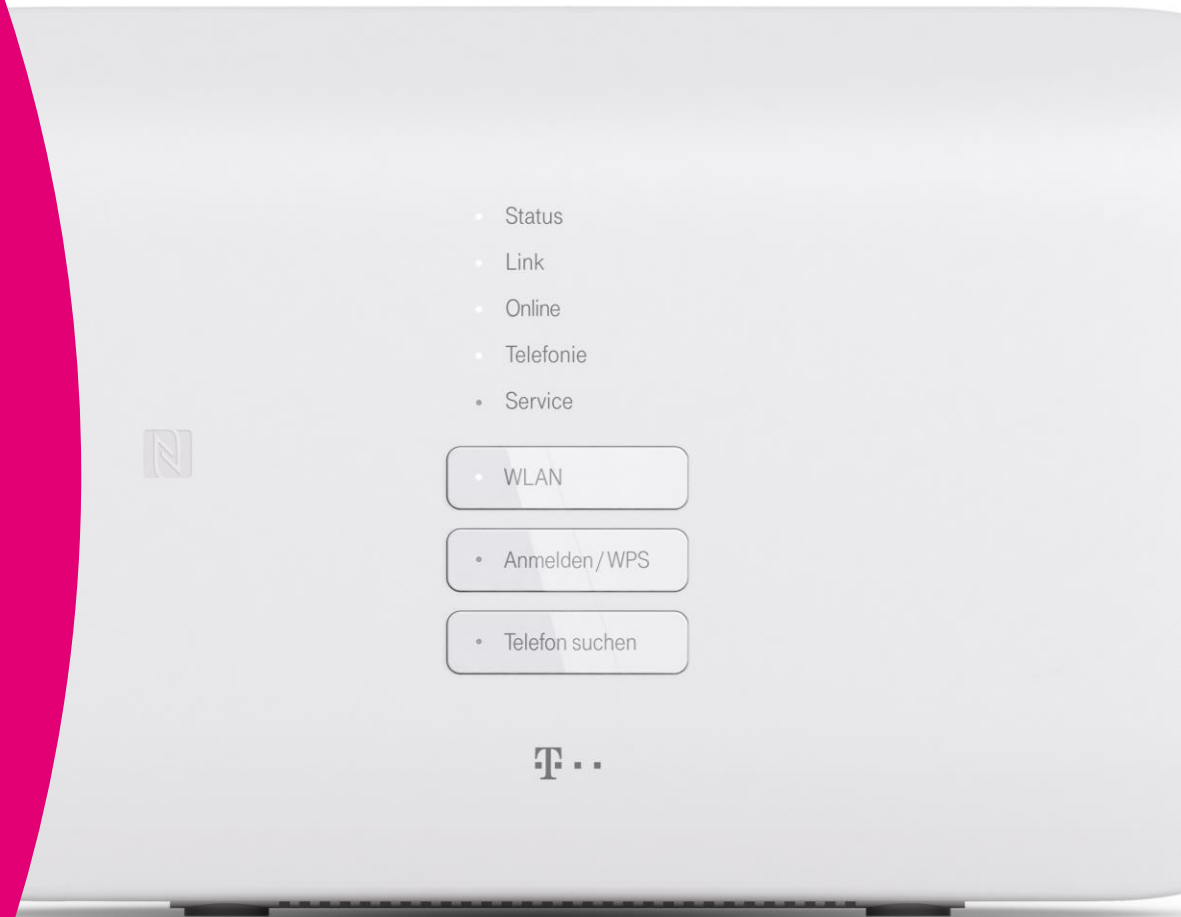 Status
Link
Online
Telefonie
Service
WLAN
Anmelden/WPS
Telefon suchen
T